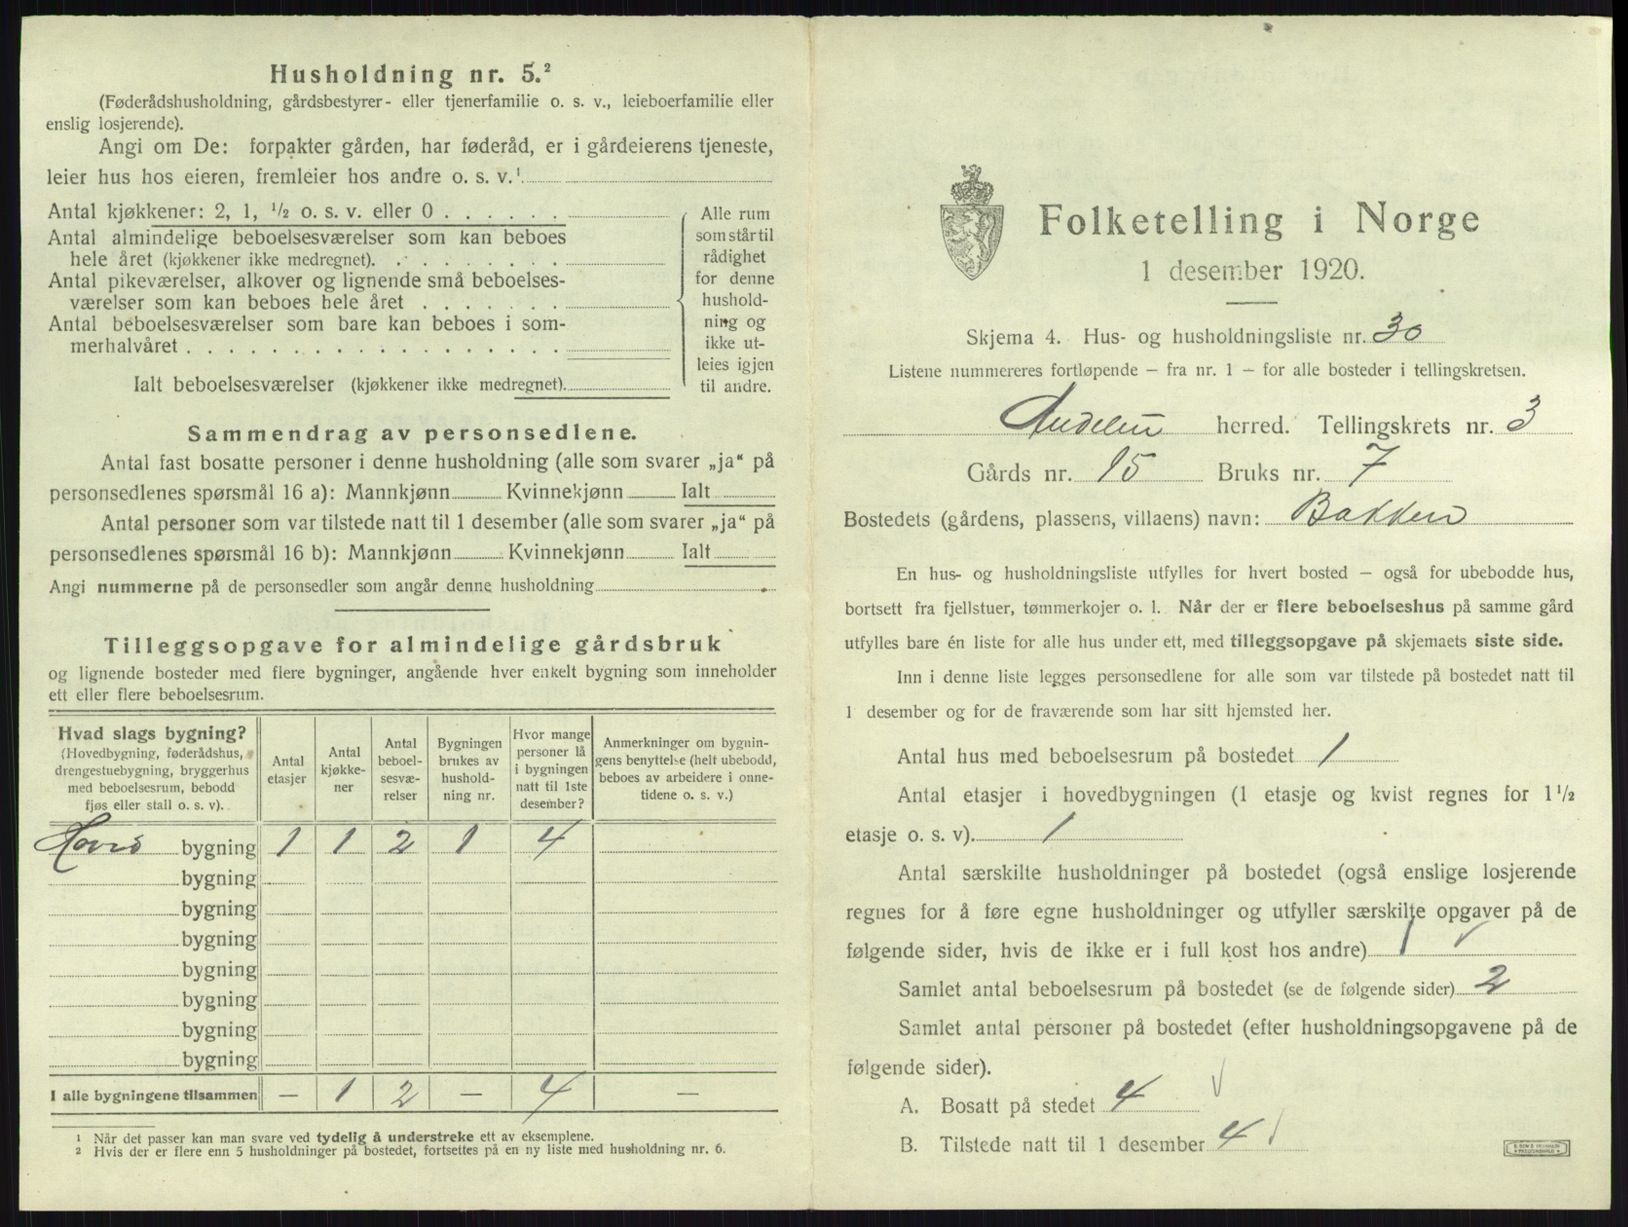 Husholdning nr. 5.²
(Føderådshusholdning, gårdsbestyrer- eller tjenerfamilie o. s. v., leieboerfamilie eller
enslig losjerende).
Angi om De: forpakter gården, har føderåd, er i gårdeierens tjeneste,
leier hus hos eieren, fremleier hos andre o. s. v.¹
Antal kjøkkener: 2, 1, ½ o. s. v. eller 0 . . . . . .
Antal almindelige beboelsesværelser som kan beboes
hele året (kjøkkener ikke medregnet). . . . . . . .
Antal pikeværelser, alkover og lignende små beboelses-
værelser som kan beboes hele året . . . . . . .
Antal beboelsesværelser som bare kan beboes i som-
merhalvåret . . . . . . . . . . . . . . . . . .
Ialt beboelsesværelser (kjøkkener ikke medregnet).
Alle rum
som står til
rådighet
for denne
hushold-
ning og
ikke ut-
leies igjen
til andre.
Sammendrag av personsedlene.
Antal fast bosatte personer i denne husholdning (alle som svarer „ja“ på
personsedlenes spørsmål 16 a): Mannkjønn Kvinnekjønn Ialt
Antal personer som var tilstede natt til 1 desember (alle som svarer „ja“ på
personsedlenes spørsmål 16 b): Mannkjønn Kvinnekjønn Ialt
Angi nummerne på de personsedler som angår denne husholdning
Tilleggsopgave for almindelige gårdsbruk
og lignende bosteder med flere bygninger, angående hver enkelt bygning som inneholder
ett eller flere beboelsesrum.
Hvad slags bygning?
(Hovedbygning, føderådshus,
drengestuebygning, bryggerhus
med beboelsesrum, bebodd
fjøs eller stall o. s. v).
Antal
etasjer
Antal
kjøkke-
ner
Antal
beboel-
sesvæ-
relser
Bygningen
brukes av
hushold-
ning nr.
Hvor mange
personer lå
i bygningen
natt til 1ste
desember?
Anmerkninger om bygnin-
gens benyttelse (helt ubebodd,
beboes av arbeidere i onne-
tidene o. s. v.)
Hoved bygning 1 1 2 1 4
bygning
bygning
bygning
bygning
bygning
bygning
bygning
I alle bygningene tilsammen — 1 2 — 4 —
¹ Når det passer kan man svare ved tydelig å understreke ett av eksemplene.
² Hvis der er flere enn 5 husholdninger på bostedet, fortsettes på en ny liste med husholdning nr. 6.
Folketelling i Norge
1 desember 1920.
Skjema 4. Hus- og husholdningsliste nr. 30
Listene nummereres fortløpende — fra nr. 1 — for alle bosteder i tellingskretsen.
herred. Tellingskrets nr. 3
Gårds nr. 15 Bruks nr. 7
Bostedets (gårdens, plassens, villaens) navn: Bakken
En hus- og husholdningsliste utfylles for hvert bosted — også for ubebodde hus,
bortsett fra fjellstuer, tømmerkojer o. l. Når der er flere beboelseshus på samme gård
utfylles bare én liste for alle hus under ett, med tilleggsopgave på skjemaets siste side.
Inn i denne liste legges personsedlene for alle som var tilstede på bostedet natt til
1 desember og for de fraværende som har sitt hjemsted her.
Antal hus med beboelsesrum på bostedet 1
Antal etasjer i hovedbygningen (1 etasje og kvist regnes for 1½
etasje o. s. v). 1
Antal særskilte husholdninger på bostedet (også enslige losjerende
regnes for å føre egne husholdninger og utfyller særskilte opgaver på de
følgende sider, hvis de ikke er i full kost hos andre) 1
Samlet antal beboelsesrum på bostedet (se de følgende sider) 2
Samlet antal personer på bostedet (efter husholdningsopgavene på de
følgende sider).
A. Bosatt på stedet 4
B. Tilstede natt til 1 desember 4